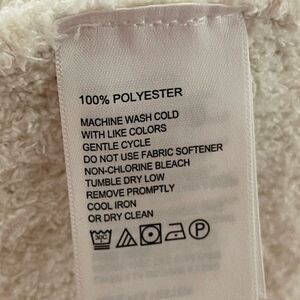 100% POLYESTER
MACHINE WASH COLD
WITH LIKE COLORS
GENTLE CYCLE
DO NOT USE FABRIC SOFTENER
NON-CHLORINE BLEACH
TUMBLE DRY LOW
REMOVE PROMPTLY
COOL IRON
OR DRY CLEAN